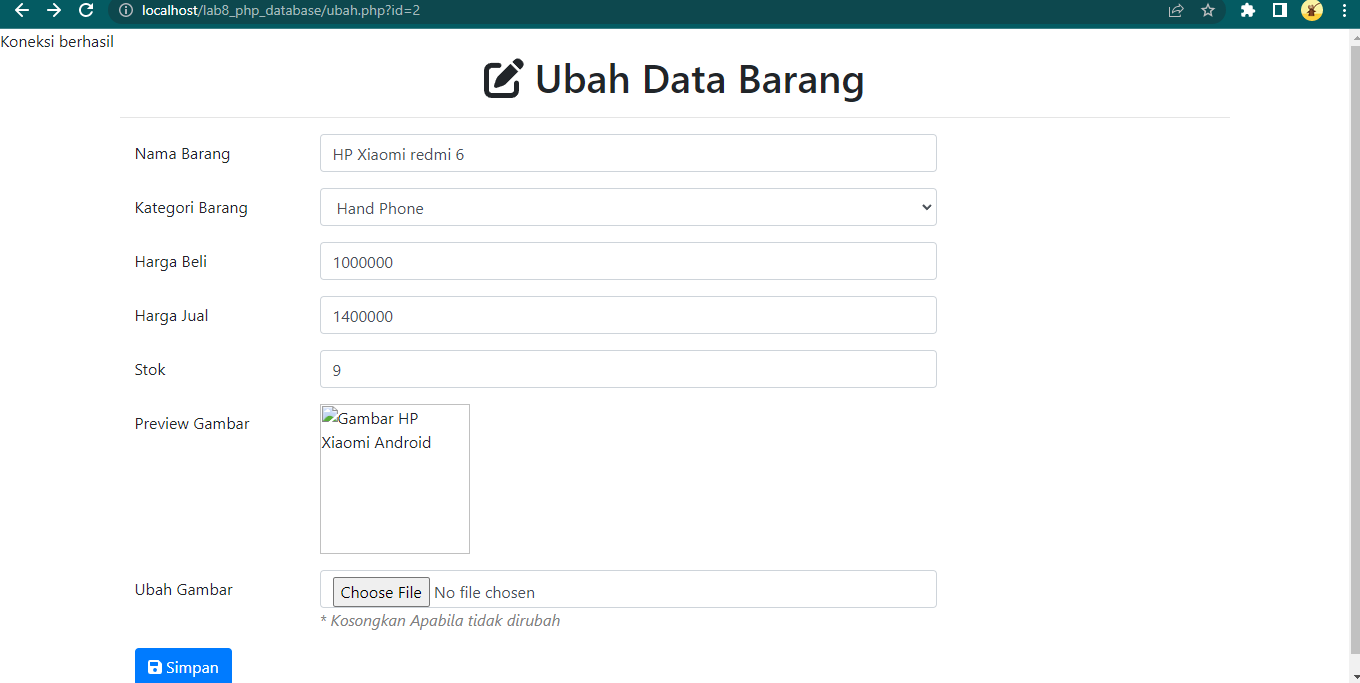 localhost/lab8_php_database/ubah.php?id=2
Koneksi berhasil
Ubah Data Barang
Nama Barang
HP Xiaomi redmi 6
Kategori Barang
Hand Phone
Harga Beli
1000000
Harga Jual
1400000
Stok
9
Preview Gambar
Gambar HP
Xiaomi Android
Ubah Gambar
Choose File No file chosen
* Kosongkan Apabila tidak dirubah
Simpan